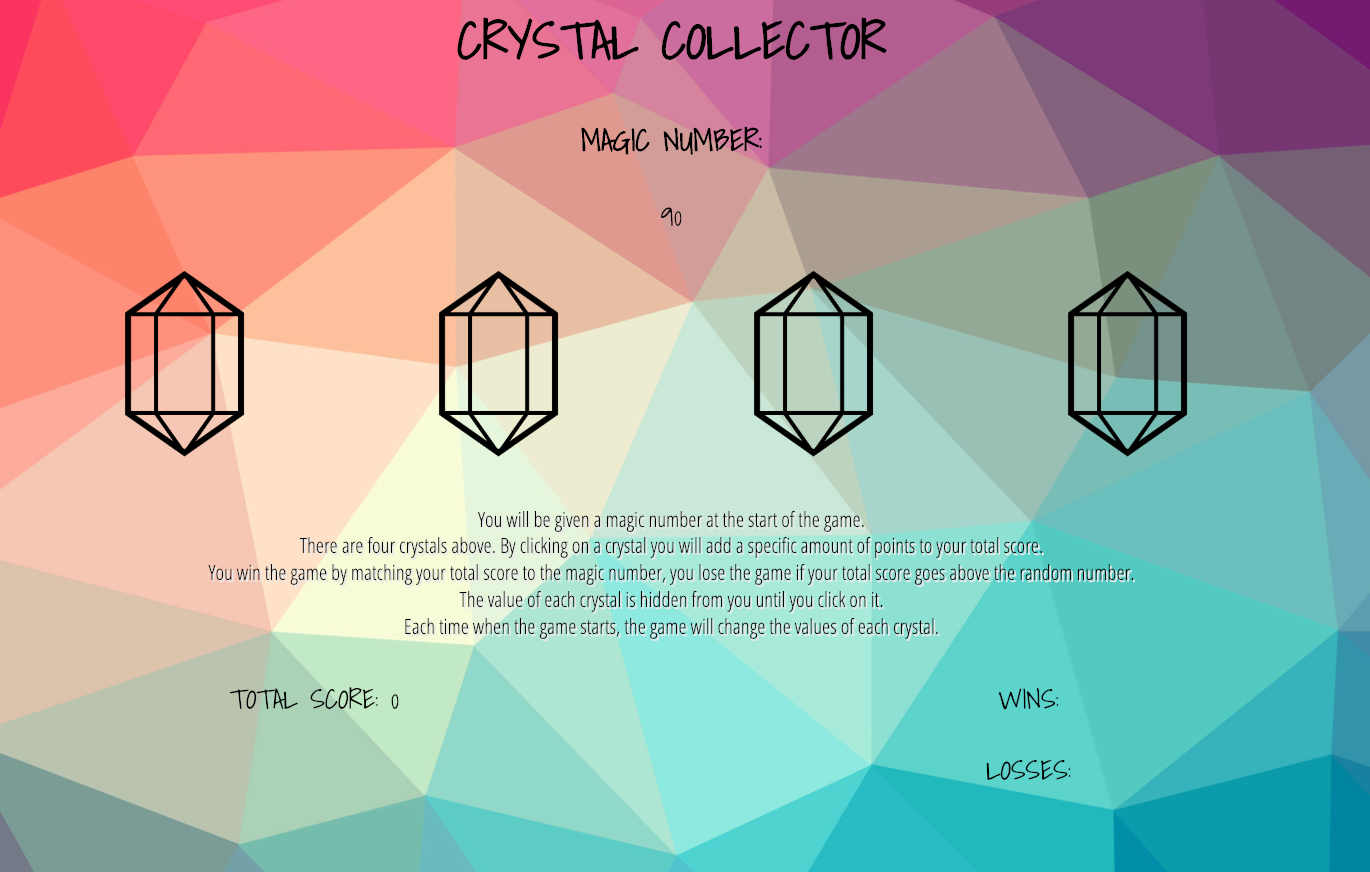 CRYSTAL COLLECTOR
MAGIC NUMBER:
90
You will be given a magic number at the start of the game.
There are four crystals above. By clicking on a crystal you will add a specific amount of points to your total score.
You win the game by matching your total score to the magic number, you lose the game if your total score goes above the random number.
The value of each crystal is hidden from you until you click on it.
Each time when the game starts, the game will change the values of each crystal.
TOTAL SCORE: 0
WINS:
LOSSES: